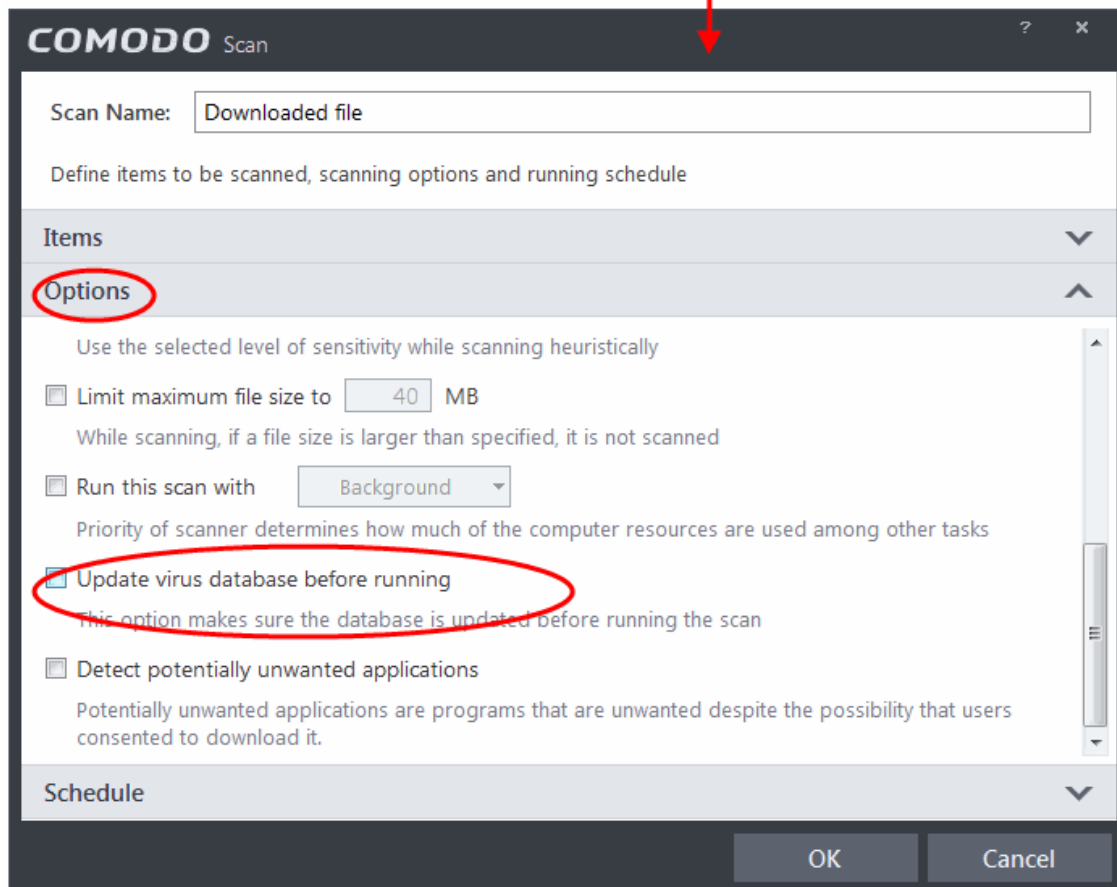 COMODO Scan ? ×
Scan Name: Downloaded file
Define items to be scanned, scanning options and running schedule
Items
Options
Use the selected level of sensitivity while scanning heuristically
Limit maximum file size to 40 MB
While scanning, if a file size is larger than specified, it is not scanned
Run this scan with Background
Priority of scanner determines how much of the computer resources are used among other tasks
Update virus database before running
This option makes sure the database is updated before running the scan
Detect potentially unwanted applications
Potentially unwanted applications are programs that are unwanted despite the possibility that users
consented to download it.
Schedule
OK Cancel